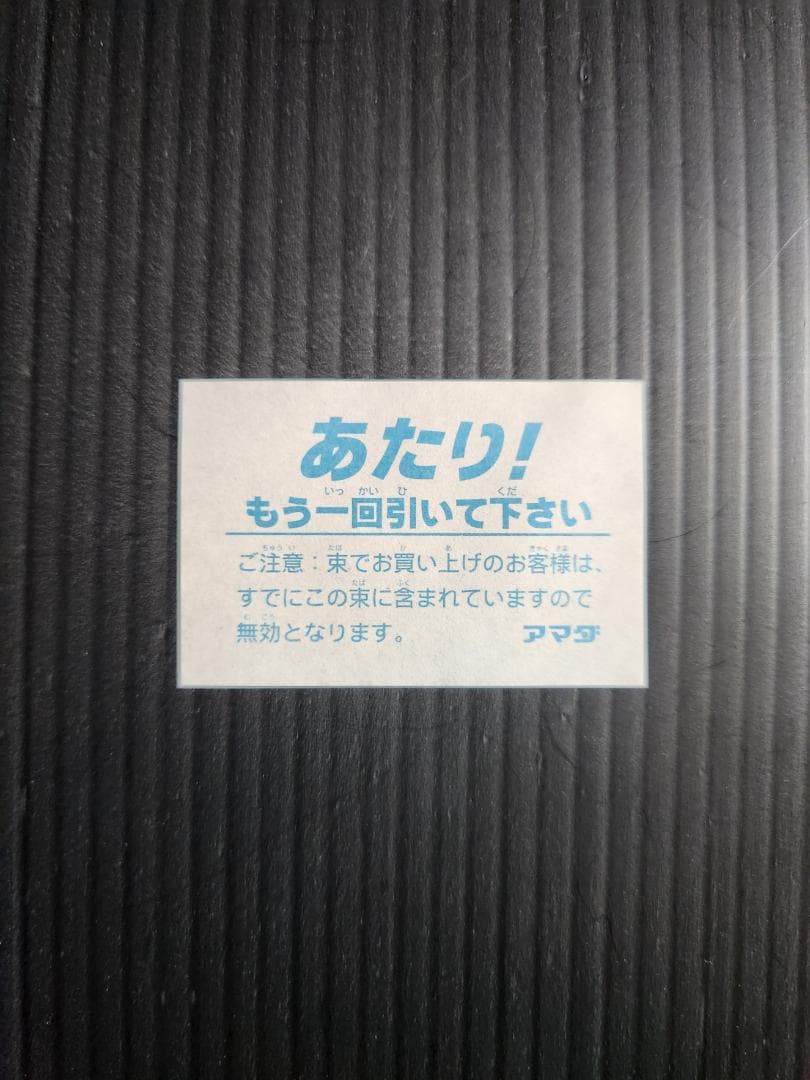 あたり!
もう一回引いて下さい
ご注意：束でお買い上げのお客様は、
すでにこの束に含まれていますので
無効となります。 アマダ